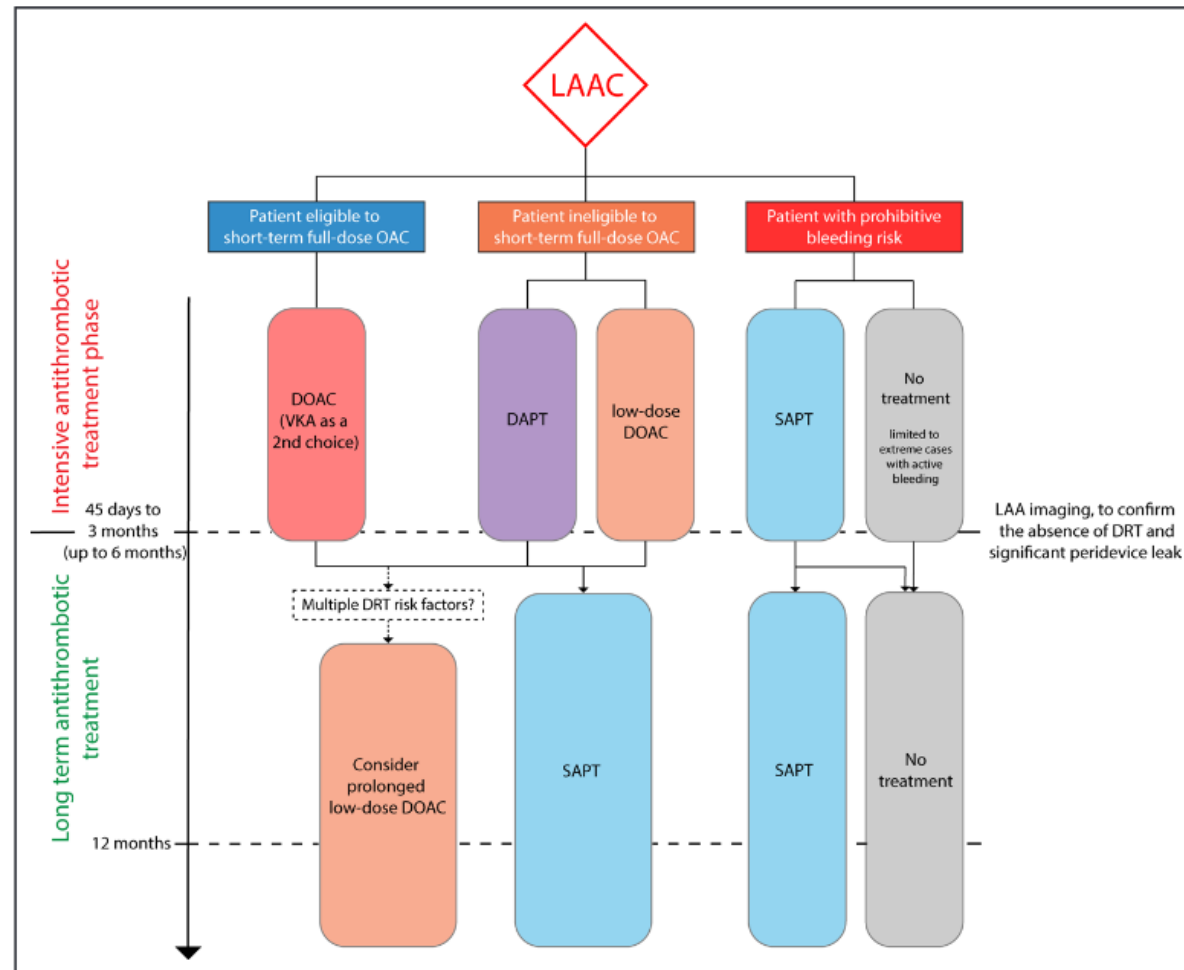 LAAC
Patient eligible to
short-term full-dose OAC
Patient ineligible to
short-term full-dose OAC
Patient with prohibitive
bleeding risk
Intensive antithrombotic
treatment phase
DOAC
(VKA as a
2nd choice)
DAPT
low-dose
DOAC
SAPT
No
treatment
limited to
extreme cases
with active
bleeding
45 days to
3 months
(up to 6 months)
LAA imaging, to confirm
the absence of DRT and
significant peridevice leak
Long term antithrombotic
treatment
Multiple DRT risk factors?
Consider
prolonged
low-dose DOAC
SAPT
SAPT
No
treatment
12 months